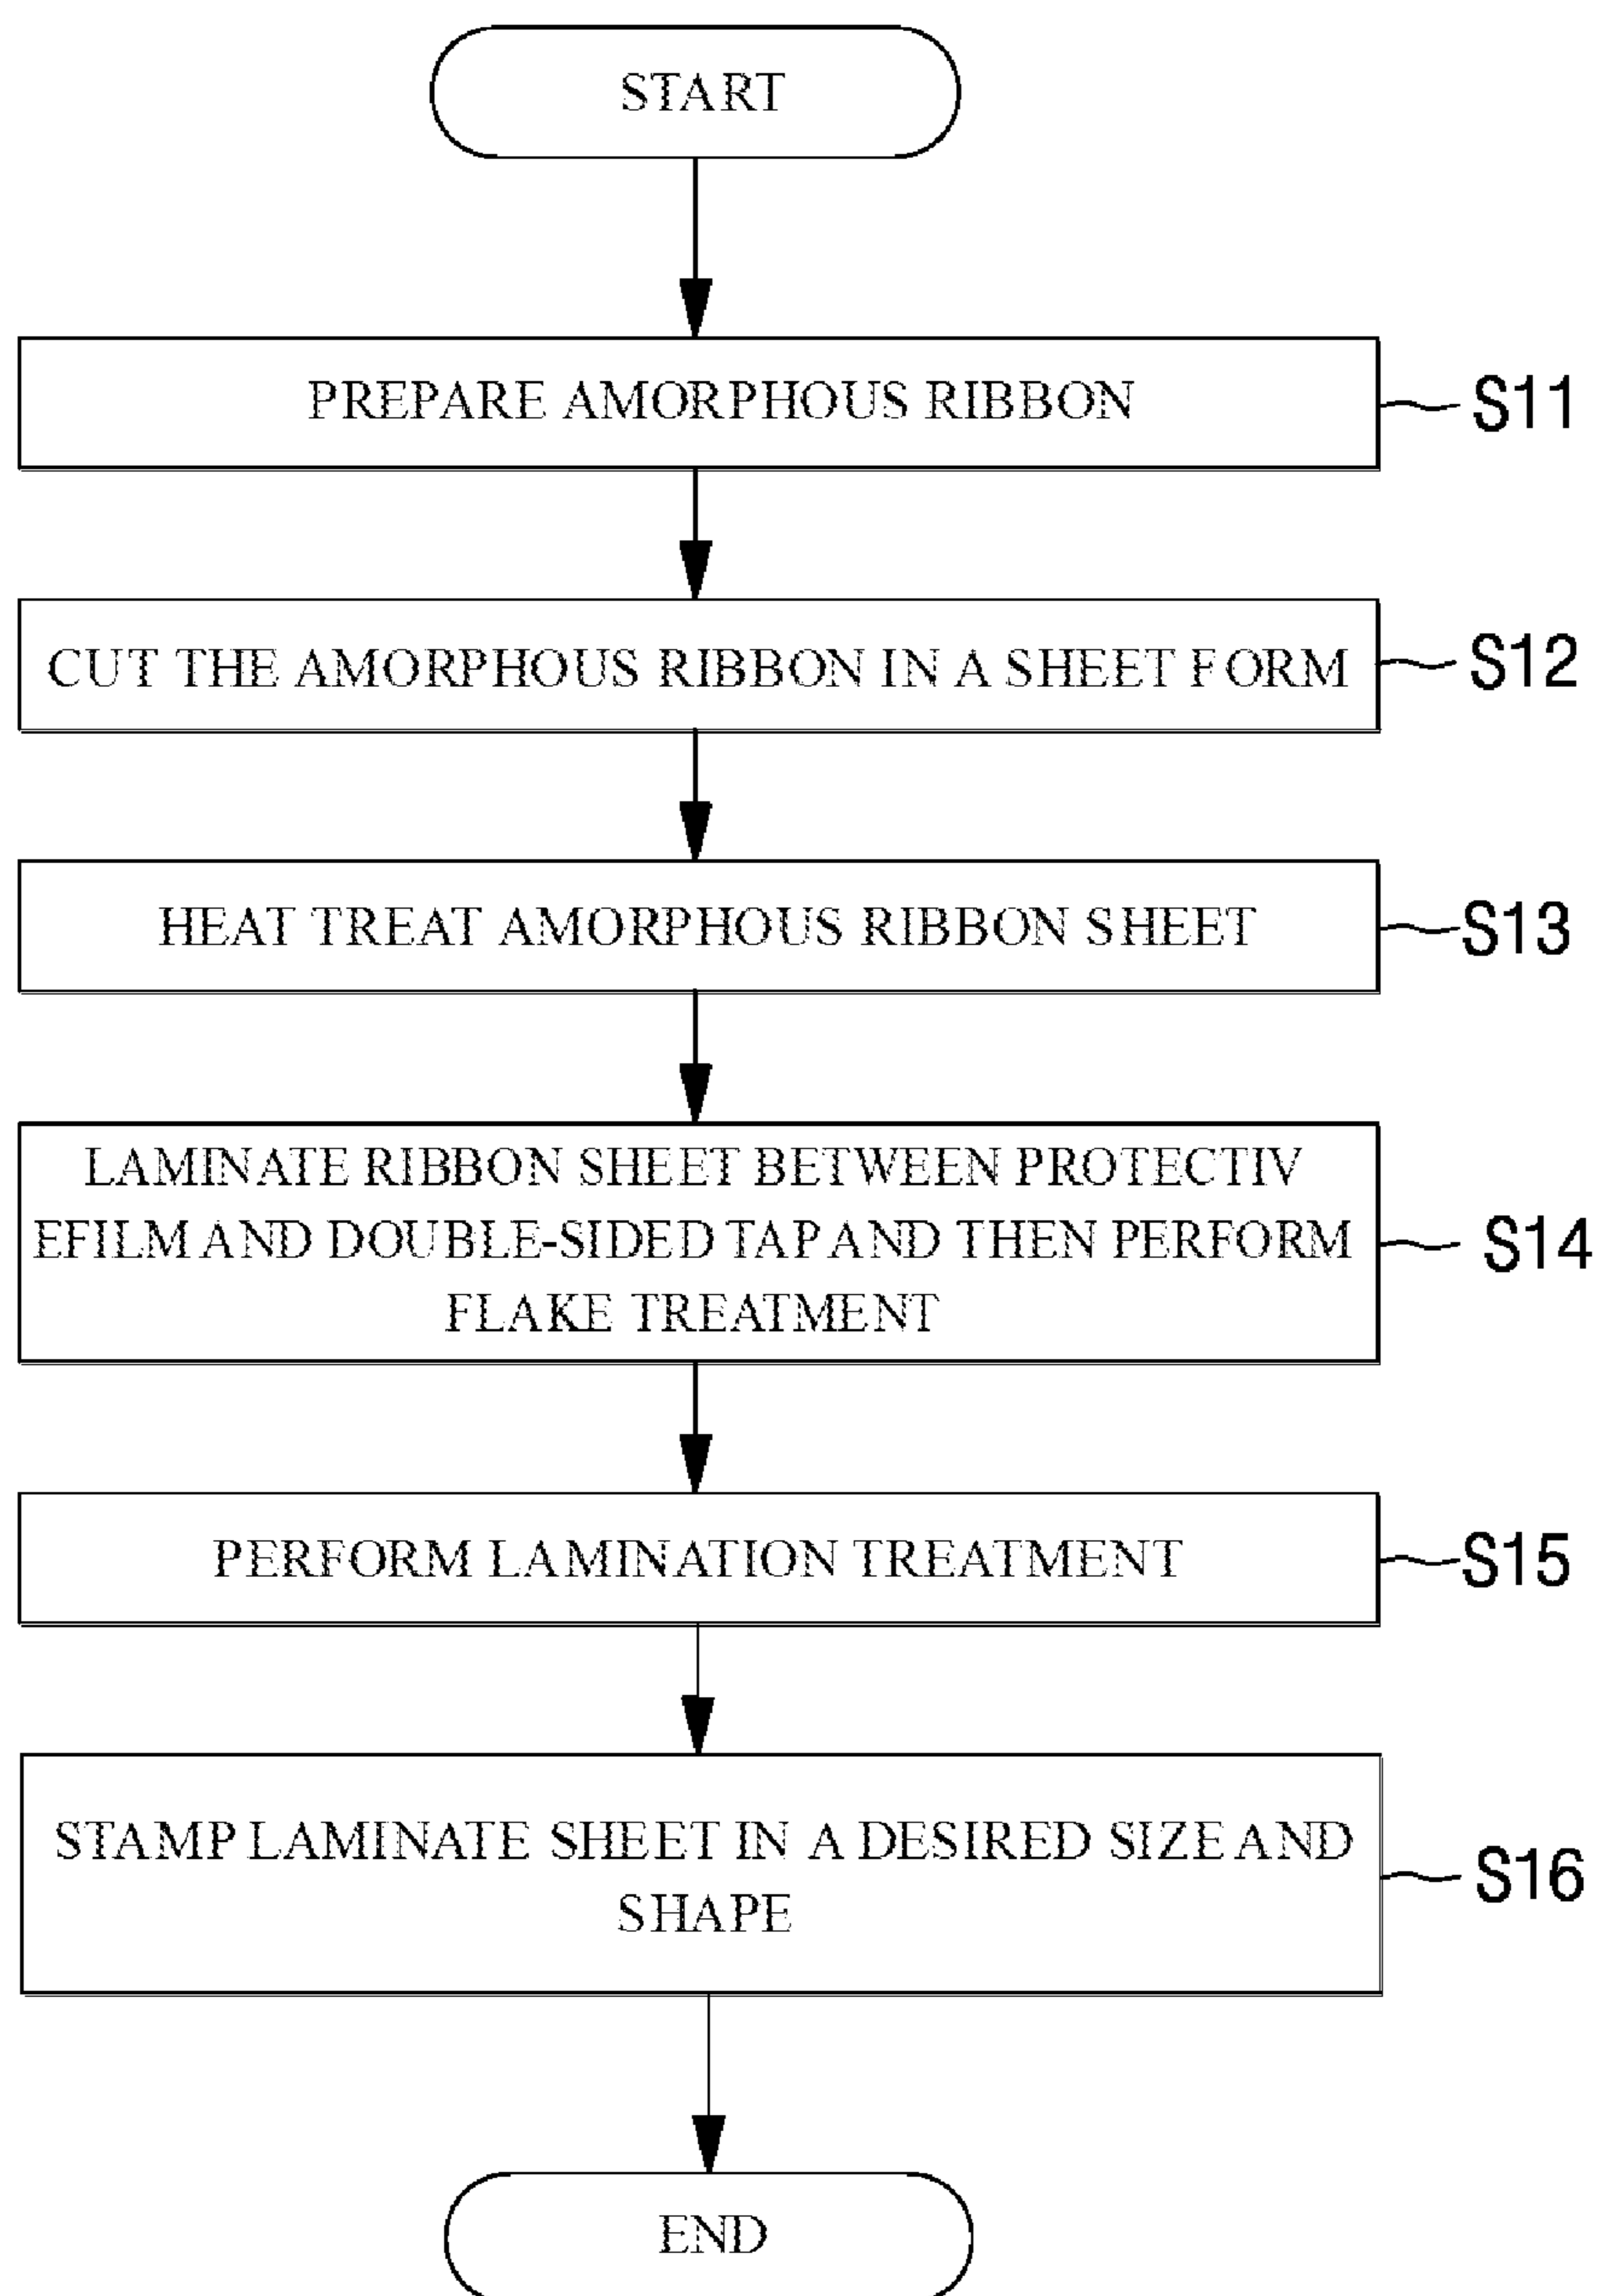 START
PREPARE AMORPHOUS RIBBON
S11
CUT THE AMORPHOUS RIBBON IN A SHEET FORM
S12
HEAT TREAT AMORPHOUS RIBBON SHEET
S13
LAMINATE RIBBON SHEET BETWEEN PROTECTIV
EFILM AND DOUBLE-SIDED TAP AND THEN PERFORM
FLAKE TREATMENT
S14
PERFORM LAMINATION TREATMENT
S15
STAMP LAMINATE SHEET IN A DESIRED SIZE AND
SHAPE
S16
END